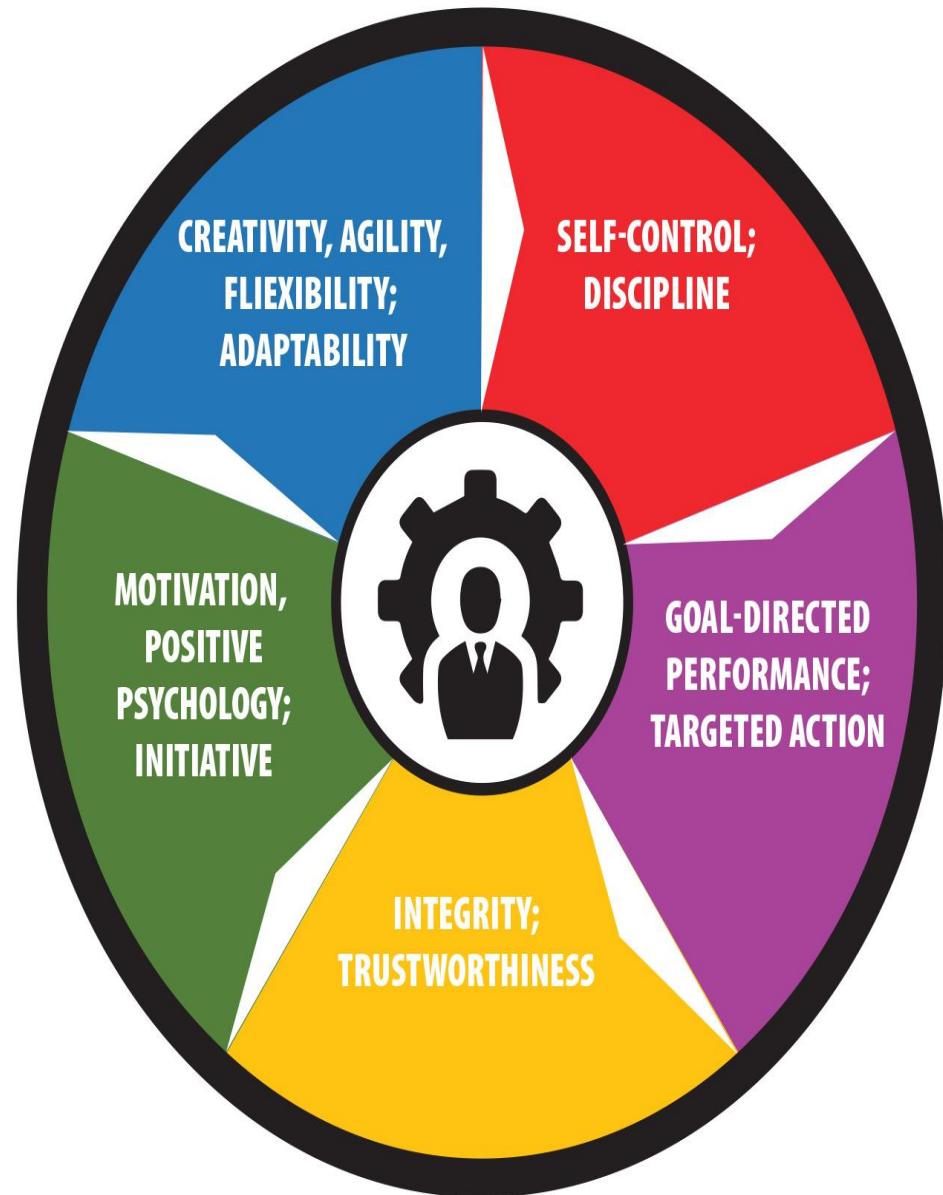 CREATIVITY, AGILITY,
FLIEXIBILITY;
ADAPTABILITY
SELF-CONTROL;
DISCIPLINE
GOAL-DIRECTED
PERFORMANCE;
TARGETED ACTION
INTEGRITY;
TRUSTWORTHINESS
MOTIVATION,
POSITIVE
PSYCHOLOGY;
INITIATIVE